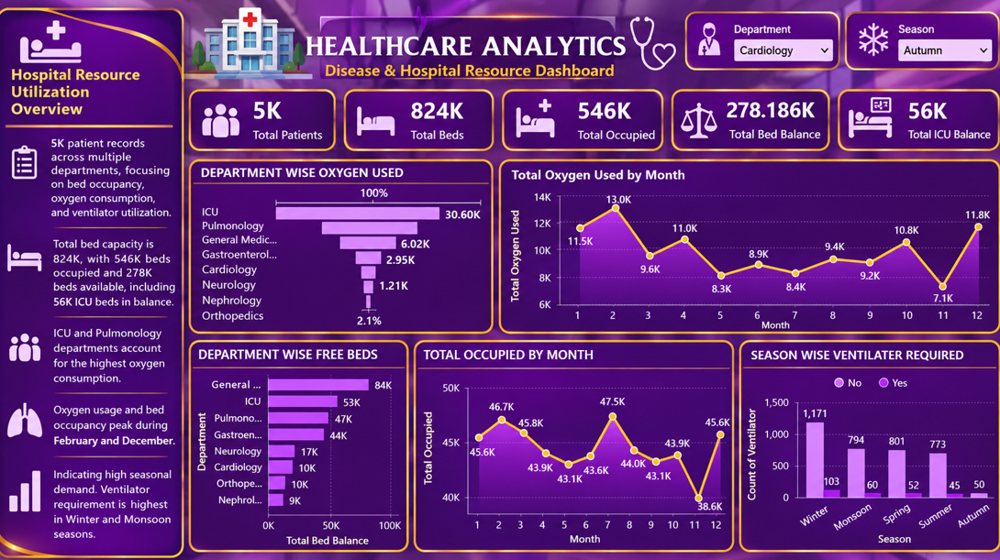 Hospital Resource
Utilization
Overview
5K patient records
across multiple
departments, focusing
on bed occupancy,
oxygen consumption,
and ventilator utilization.
Total bed capacity is
824K, with 546K beds
occupied and 278K
beds available, including
56K ICU beds in balance.
ICU and Pulmonology
departments account
for the highest oxygen
consumption.
Oxygen usage and bed
occupancy peak during
February and December.
Indicating high seasonal
demand. Ventilator
requirement is highest
in Winter and Monsoon
seasons.
HEALTHCARE ANALYTICS
Disease & Hospital Resource Dashboard
Department
Cardiology
Season
Autumn
5K
Total Patients
824K
Total Beds
546K
Total Occupied
278.186K
Total Bed Balance
56K
Total ICU Balance
DEPARTMENT WISE OXYGEN USED
100%
ICU
30.60K
Pulmonology
General Medic...
6.02K
Gastroenterol...
2.95K
Cardiology
Neurology
1.21K
Nephrology
Orthopedics
2.1%
Total Oxygen Used by Month
Total Oxygen Used
14K
12K
10K
8K
6K
11.5K
13.0K
9.6K
11.0K
8.3K
8.9K
8.4K
9.4K
9.2K
10.8K
7.1K
11.8K
1 2 3 4 5 6 7 8 9 10 11 12
Month
DEPARTMENT WISE FREE BEDS
Department
General ...
84K
ICU
53K
Pulmono...
47K
Gastroen...
44K
Neurology
17K
Cardiology
10K
Orthope...
10K
Nephrol...
9K
0K 50K 100K
Total Bed Balance
TOTAL OCCUPIED BY MONTH
Total Occupied
50K
45K
40K
45.6K
46.7K
45.8K
43.9K
43.1K
43.6K
47.5K
44.0K
43.1K
43.9K
38.6K
45.6K
1 2 3 4 5 6 7 8 9 10 11 12
Month
SEASON WISE VENTILATER REQUIRED
No Yes
Count of Ventilator
1,500
1,000
500
0
1,171
103
794
60
801
52
773
45
50
Winter
Monsoon
Spring
Summer
Autumn
Season